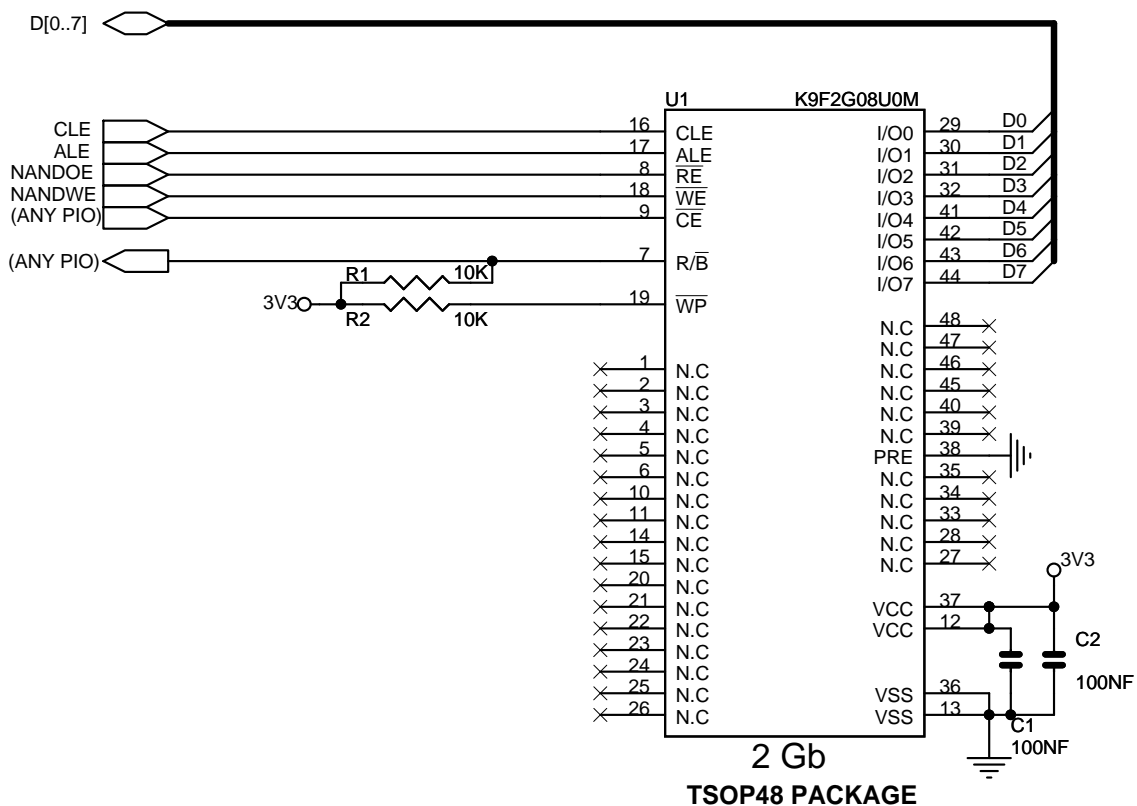 D[0..7]
U1 K9F2G08U0M
CLE 16 CLE I/O0 29 D0
ALE 17 ALE I/O1 30 D1
NANDOE 8 RE I/O2 31 D2
NANDWE 18 WE I/O3 32 D3
(ANY PIO) 9 CE I/O4 41 D4
I/O5 42 D5
(ANY PIO) 7 R/B I/O6 43 D6
R1 10K I/O7 44 D7
3V3 19 WP
R2 10K
N.C 48
N.C 47
1 N.C N.C 46
2 N.C N.C 45
3 N.C N.C 40
4 N.C N.C 39
5 N.C PRE 38
6 N.C N.C 35
10 N.C N.C 34
11 N.C N.C 33
14 N.C N.C 28
15 N.C N.C 27
3V3
20 N.C
21 N.C VCC 37
22 N.C VCC 12
23 N.C C2
24 N.C 100NF
25 N.C VSS 36
26 N.C VSS 13
C1
100NF
2 Gb
TSOP48 PACKAGE